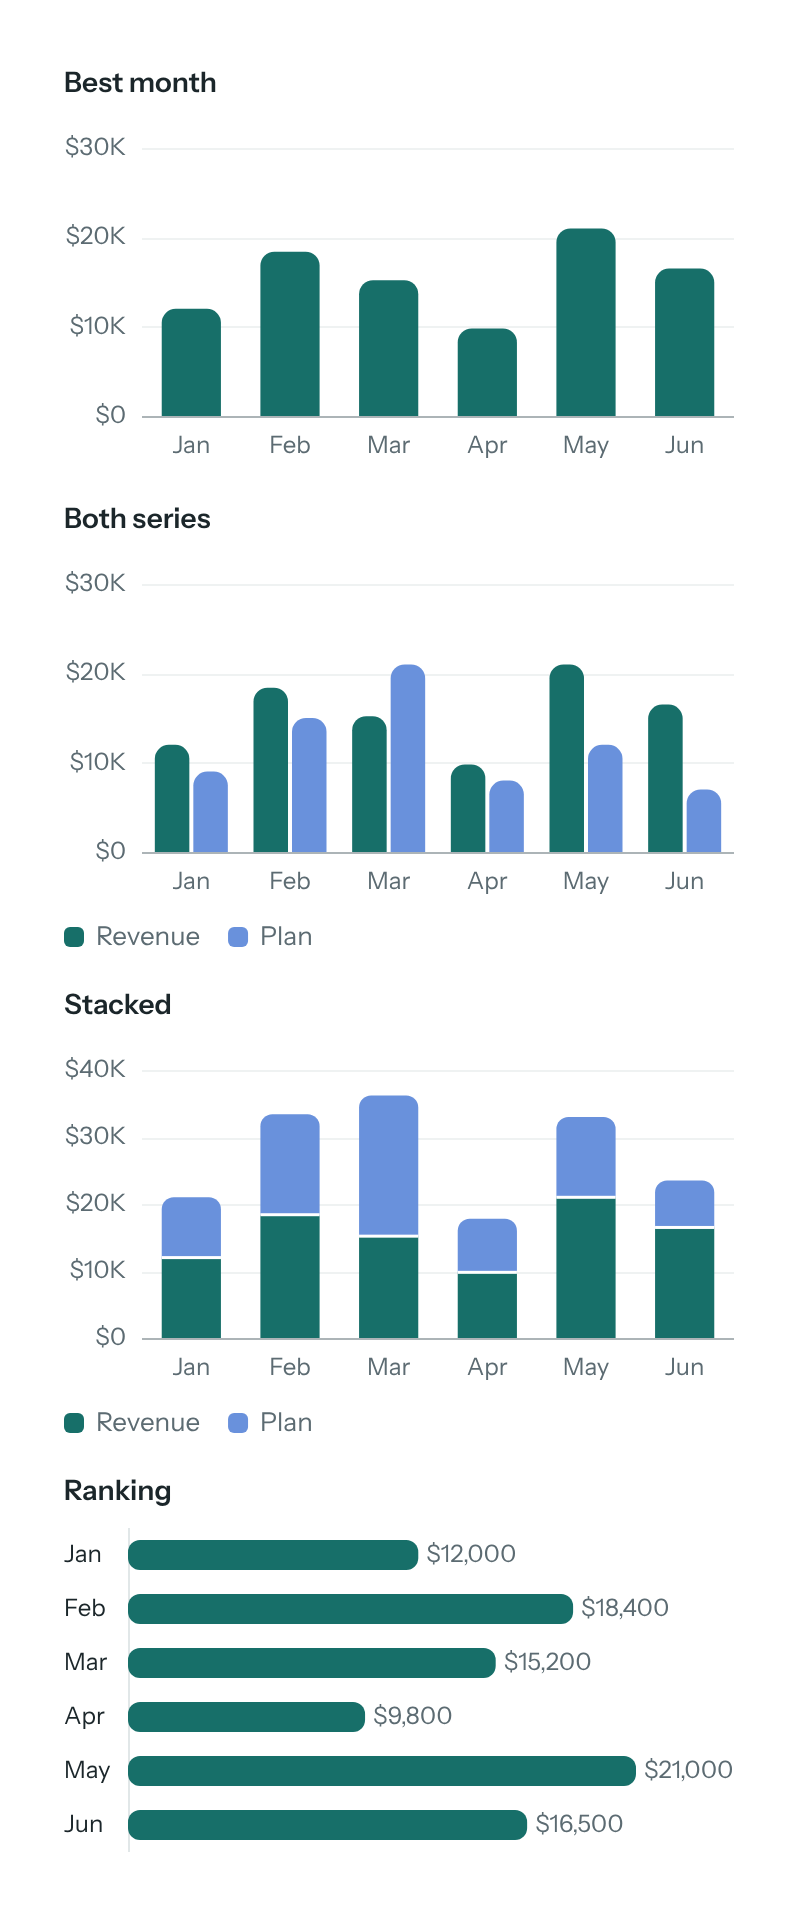 Best month
$30K
$20K
$10K
$0
Jan Feb Mar Apr May Jun
Both series
$30K
$20K
$10K
$0
Jan Feb Mar Apr May Jun
Revenue Plan
Stacked
$40K
$30K
$20K
$10K
$0
Jan Feb Mar Apr May Jun
Revenue Plan
Ranking
Jan $12,000
Feb $18,400
Mar $15,200
Apr $9,800
May $21,000
Jun $16,500